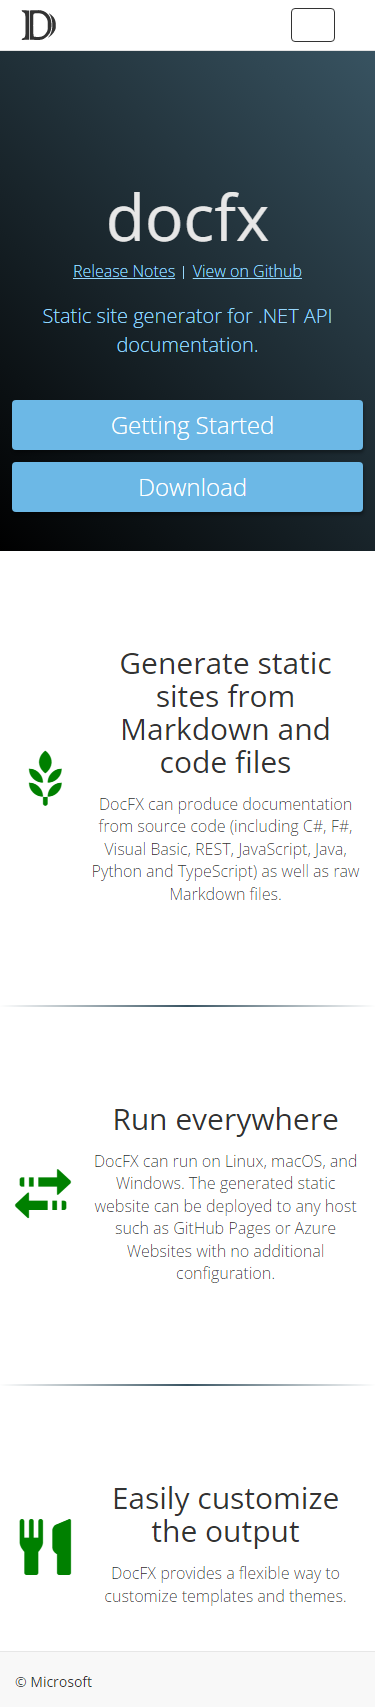 D
docfx
Release Notes | View on Github
Static site generator for .NET API
documentation.
Getting Started
Download
Generate static
sites from
Markdown and
code files
DocFX can produce documentation
from source code (including C#, F#,
Visual Basic, REST, JavaScript, Java,
Python and TypeScript) as well as raw
Markdown files.
Run everywhere
DocFX can run on Linux, macOS, and
Windows. The generated static
website can be deployed to any host
such as GitHub Pages or Azure
Websites with no additional
configuration.
Easily customize
the output
DocFX provides a flexible way to
customize templates and themes.
© Microsoft